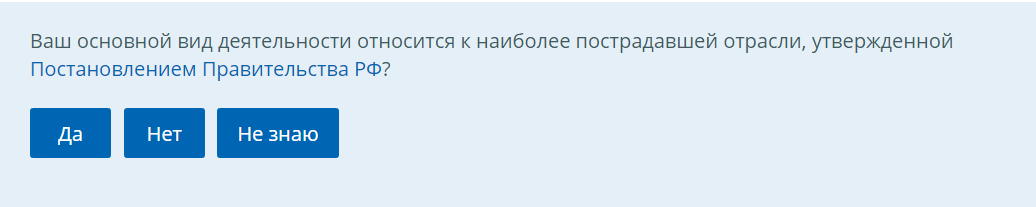 Ваш основной вид деятельности относится к наиболее пострадавшей отрасли, утвержденной
Постановлением Правительства РФ?
Да Нет Не знаю